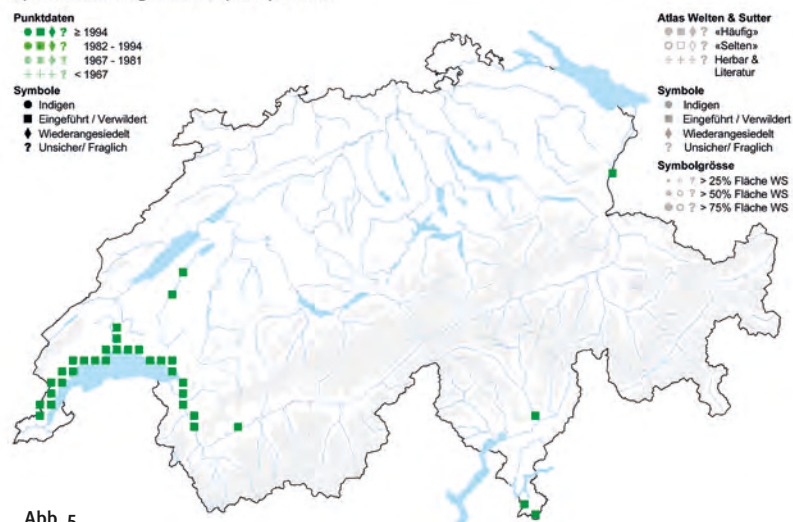 Punktdaten
≥ 1994
1982 - 1994
1967 - 1981
< 1967
Symbole
Indigen
Eingeführt / Verwildert
Wiederangesiedelt
? Unsicher/ Fraglich
Atlas Welten & Sutter
? «Häufig»
? «Selten»
? Herbar &
Literatur
Symbole
Indigen
Eingeführt / Verwildert
Wiederangesiedelt
? Unsicher/ Fraglich
Symbolgrösse
? > 25% Fläche WS
? > 50% Fläche WS
? > 75% Fläche WS
Abb. 5